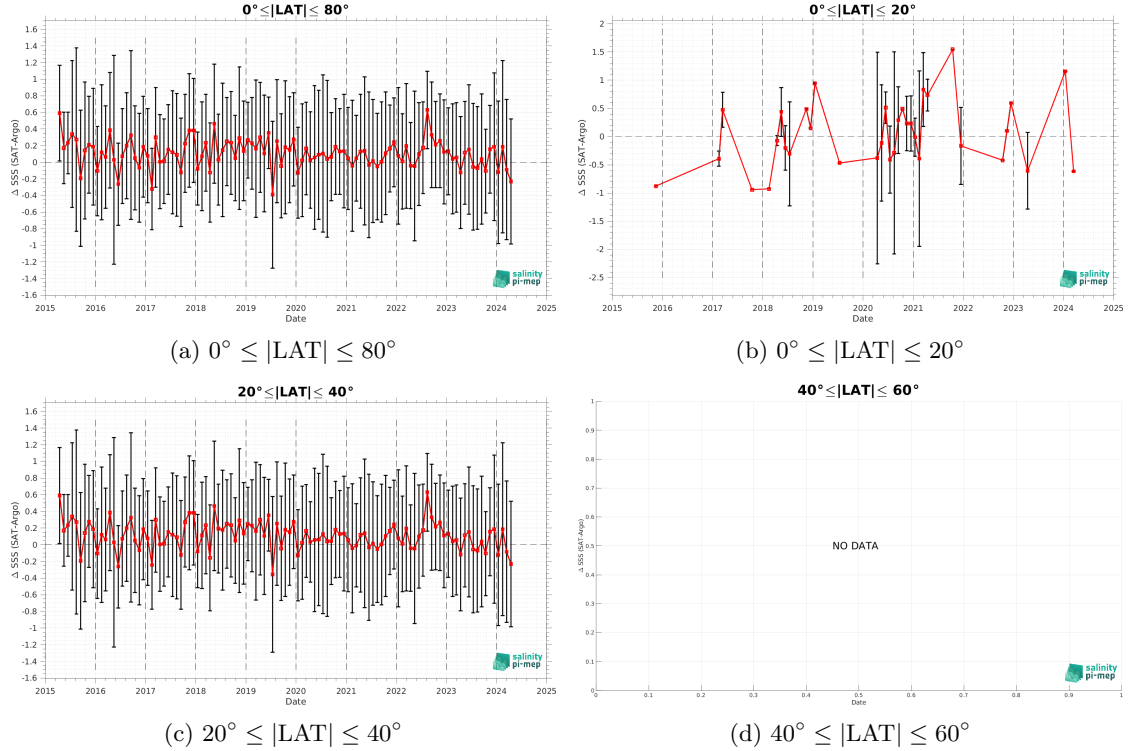 0°≤|LAT|≤ 80°
Δ SSS (SAT-Argo)
1.6
1.4
1.2
1
0.8
0.6
0.4
0.2
0
-0.2
-0.4
-0.6
-0.8
-1
-1.2
-1.4
-1.6
2015 2016 2017 2018 2019 2020 2021 2022 2023 2024 2025
Date
salinity
pi-mep
(a) 0° ≤ |LAT| ≤ 80°
0°≤|LAT|≤ 20°
Δ SSS (SAT-Argo)
2
1.5
1
0.5
0
-0.5
-1
-1.5
-2
-2.5
2015 2016 2017 2018 2019 2020 2021 2022 2023 2024 2025
Date
salinity
pi-mep
(b) 0° ≤ |LAT| ≤ 20°
20°≤|LAT|≤ 40°
Δ SSS (SAT-Argo)
1.6
1.4
1.2
1
0.8
0.6
0.4
0.2
0
-0.2
-0.4
-0.6
-0.8
-1
-1.2
-1.4
-1.6
2015 2016 2017 2018 2019 2020 2021 2022 2023 2024 2025
Date
salinity
pi-mep
(c) 20° ≤ |LAT| ≤ 40°
40°≤|LAT|≤ 60°
Δ SSS (SAT-Argo)
1
0.9
0.8
0.7
0.6
0.5
0.4
0.3
0.2
0.1
0
NO DATA
0 0.1 0.2 0.3 0.4 0.5 0.6 0.7 0.8 0.9 1
Date
salinity
pi-mep
(d) 40° ≤ |LAT| ≤ 60°